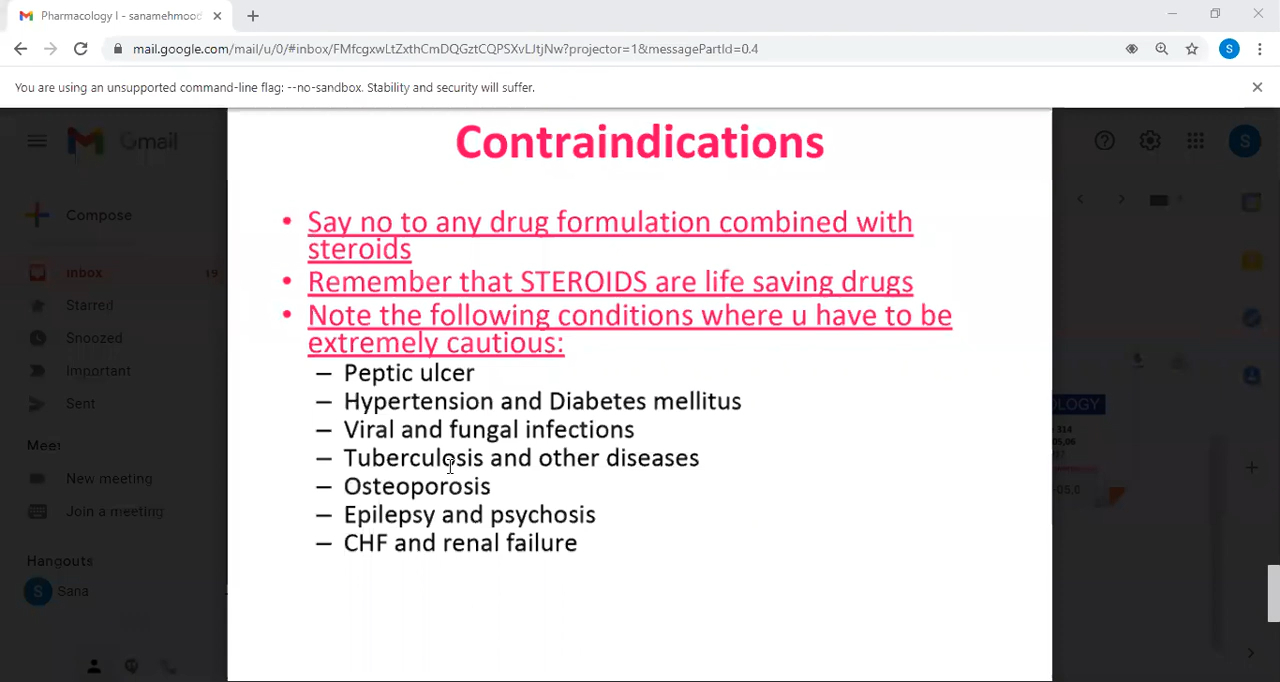 Pharmacology I - sanamehmood
mail.google.com/mail/u/0/#inbox/FMfcgxwLtZxthCmDQGztCQPSXvLJtjNw?projector=1&messagePartId=0.4
S
You are using an unsupported command-line flag: --no-sandbox. Stability and security will suffer.
Gmail
S
Compose
Inbox 19
Starred
Snoozed
Important
Sent
Meet
New meeting
Join a meeting
Hangouts
S Sana
Contraindications
• Say no to any drug formulation combined with
steroids
• Remember that STEROIDS are life saving drugs
• Note the following conditions where u have to be
extremely cautious:
– Peptic ulcer
– Hypertension and Diabetes mellitus
– Viral and fungal infections
– Tuberculosis and other diseases
– Osteoporosis
– Epilepsy and psychosis
– CHF and renal failure
OLOGY
314